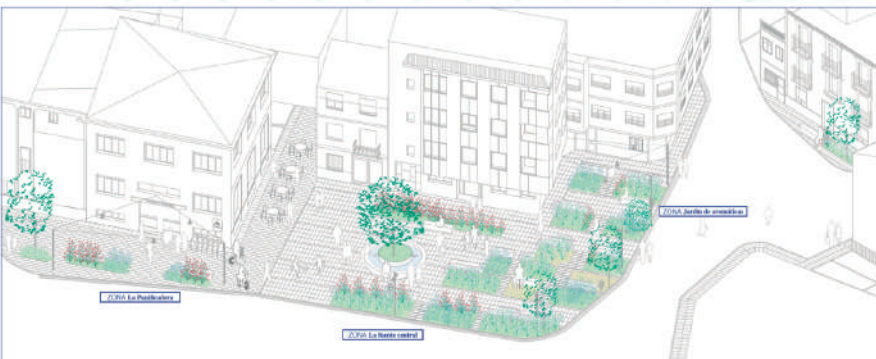 ZONA Jardín de aromáticas
ZONA La Panificadora
ZONA La fuente central